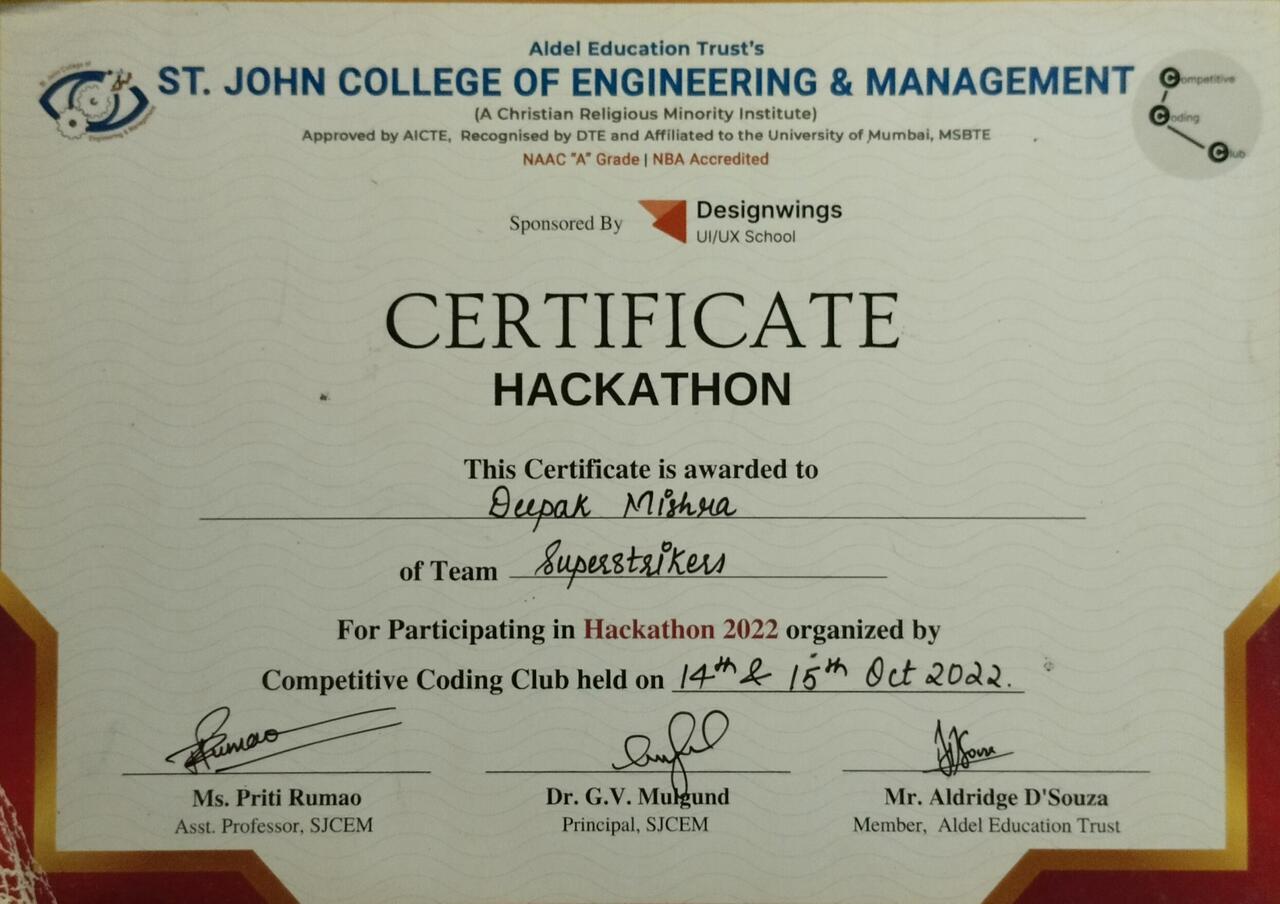 Aldel Education Trust's
ST. JOHN COLLEGE OF ENGINEERING & MANAGEMENT
(A Christian Religious Minority Institute)
Approved by AICTE, Recognised by DTE and Affiliated to the University of Mumbai, MSBTE
NAAC "A" Grade | NBA Accredited
Competitive
Coding
Club
Sponsored By
Designwings
UI/UX School
CERTIFICATE
HACKATHON
This Certificate is awarded to
Deepak Mishra
of Team Superstrikers
For Participating in Hackathon 2022 organized by
Competitive Coding Club held on 14th & 15th Oct 2022.
Ms. Priti Rumao Dr. G.V. Mulgund Mr. Aldridge D'Souza
Asst. Professor, SJCEM Principal, SJCEM Member, Aldel Education Trust